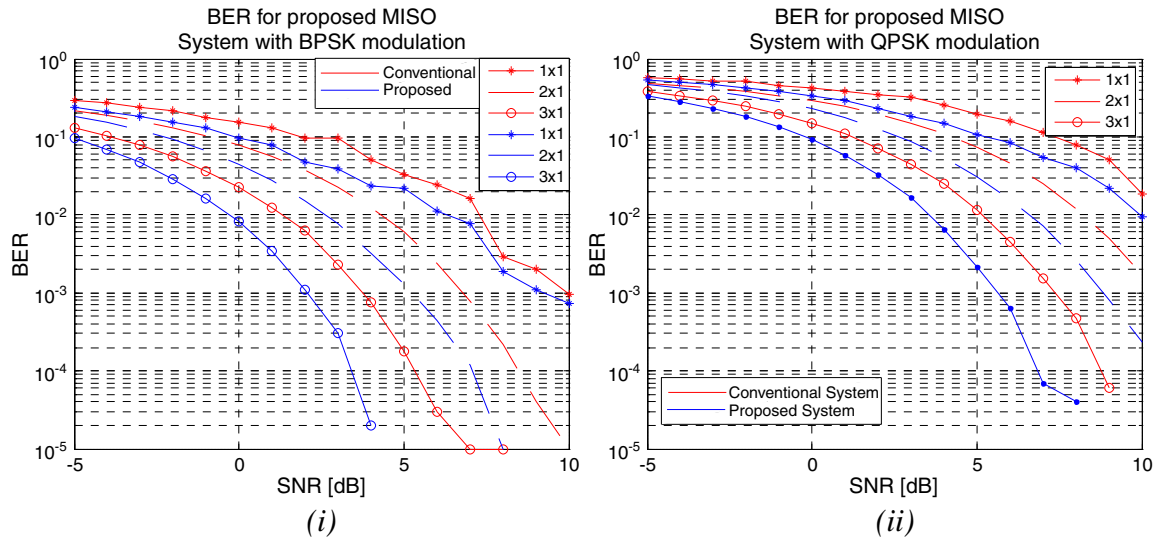 BER for proposed MISO
System with BPSK modulation
10^0
10^-1
10^-2
10^-3
10^-4
10^-5
BER
-5
0
5
10
SNR [dB]
Conventional
Proposed
1x1
2x1
3x1
1x1
2x1
3x1
(i)
BER for proposed MISO
System with QPSK modulation
10^0
10^-1
10^-2
10^-3
10^-4
10^-5
BER
-5
0
5
10
SNR [dB]
1x1
2x1
3x1
Conventional System
Proposed System
(ii)